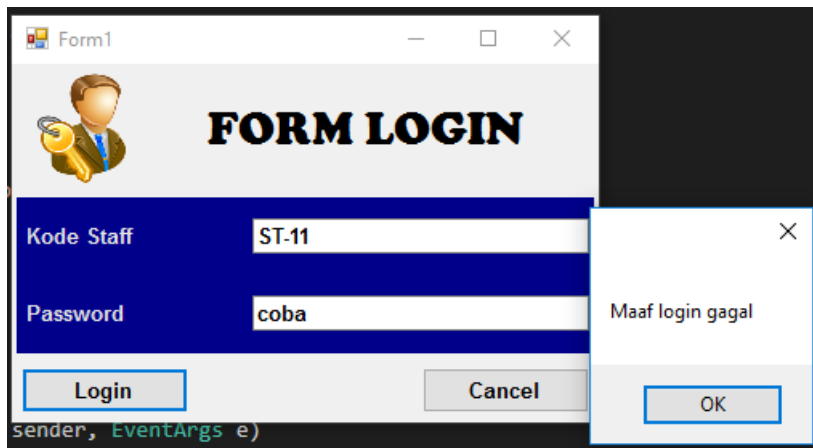 Form1
FORM LOGIN
Kode Staff
ST-11
Password
coba
Maaf login gagal
Login
Cancel
OK
sender, EventArgs e)